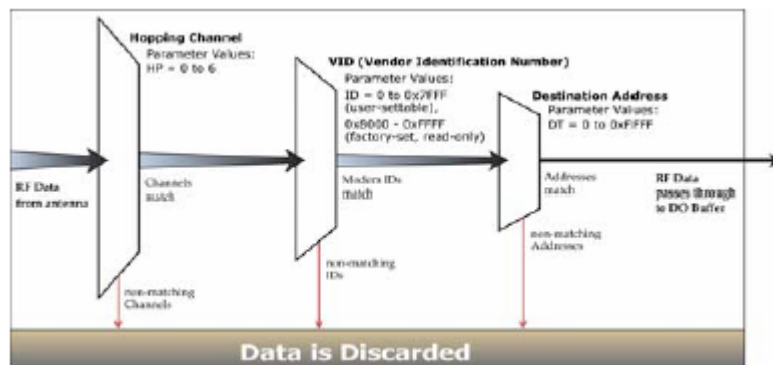 Hopping Channel
Parameter Values:
HP = 0 to 6
VID (Vendor Identification Number)
Parameter Values:
ID = 0 to 0x7FFF
(user-settable),
0x8000 - 0xFFFF
(factory-set, read-only)
Destination Address
Parameter Values:
DT = 0 to 0xFFFF
RF Data
from antenna
Channels
match
Modem IDs
match
Addresses
match
RF Data
passes through
to DO Buffer
non-matching
Channels
non-matching
IDs
non-matching
Addresses
Data is Discarded